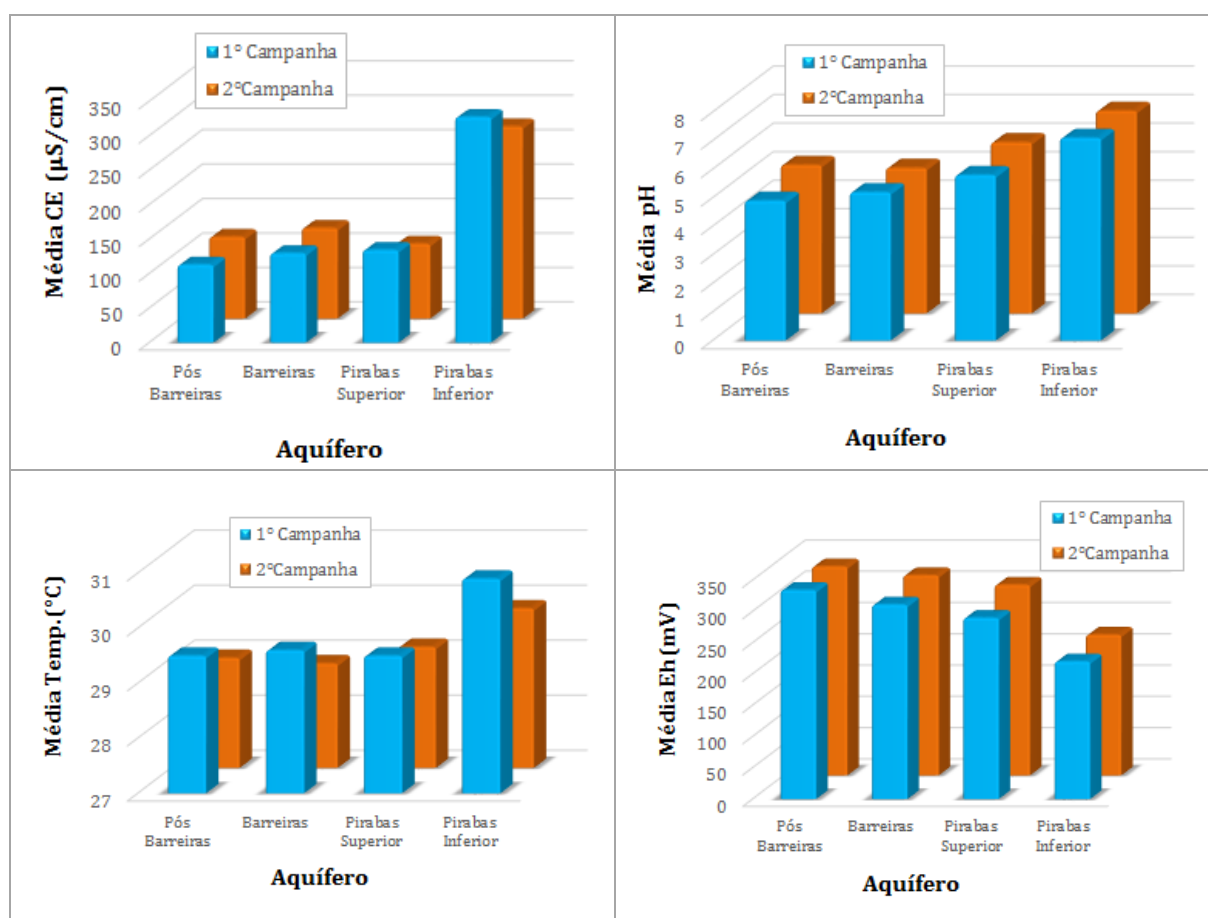 1° Campanha
2°Campanha
Média CE (µS/cm)
350
300
250
200
150
100
50
0
Pós
Barreiras
Barreiras
Pirabas
Superior
Pirabas
Inferior
Aquífero
1° Campanha
2°Campanha
Média pH
8
7
6
5
4
3
2
1
0
Pós
Barreiras
Barreiras
Pirabas
Superior
Pirabas
Inferior
Aquífero
1° Campanha
2°Campanha
Média Temp.(°C)
31
30
29
28
27
Pós
Barreiras
Barreiras
Pirabas
Superior
Pirabas
Inferior
Aquífero
1° Campanha
2°Campanha
Média Eh (mV)
350
300
250
200
150
100
50
0
Pós
Barreiras
Barreiras
Pirabas
Superior
Pirabas
Inferior
Aquífero